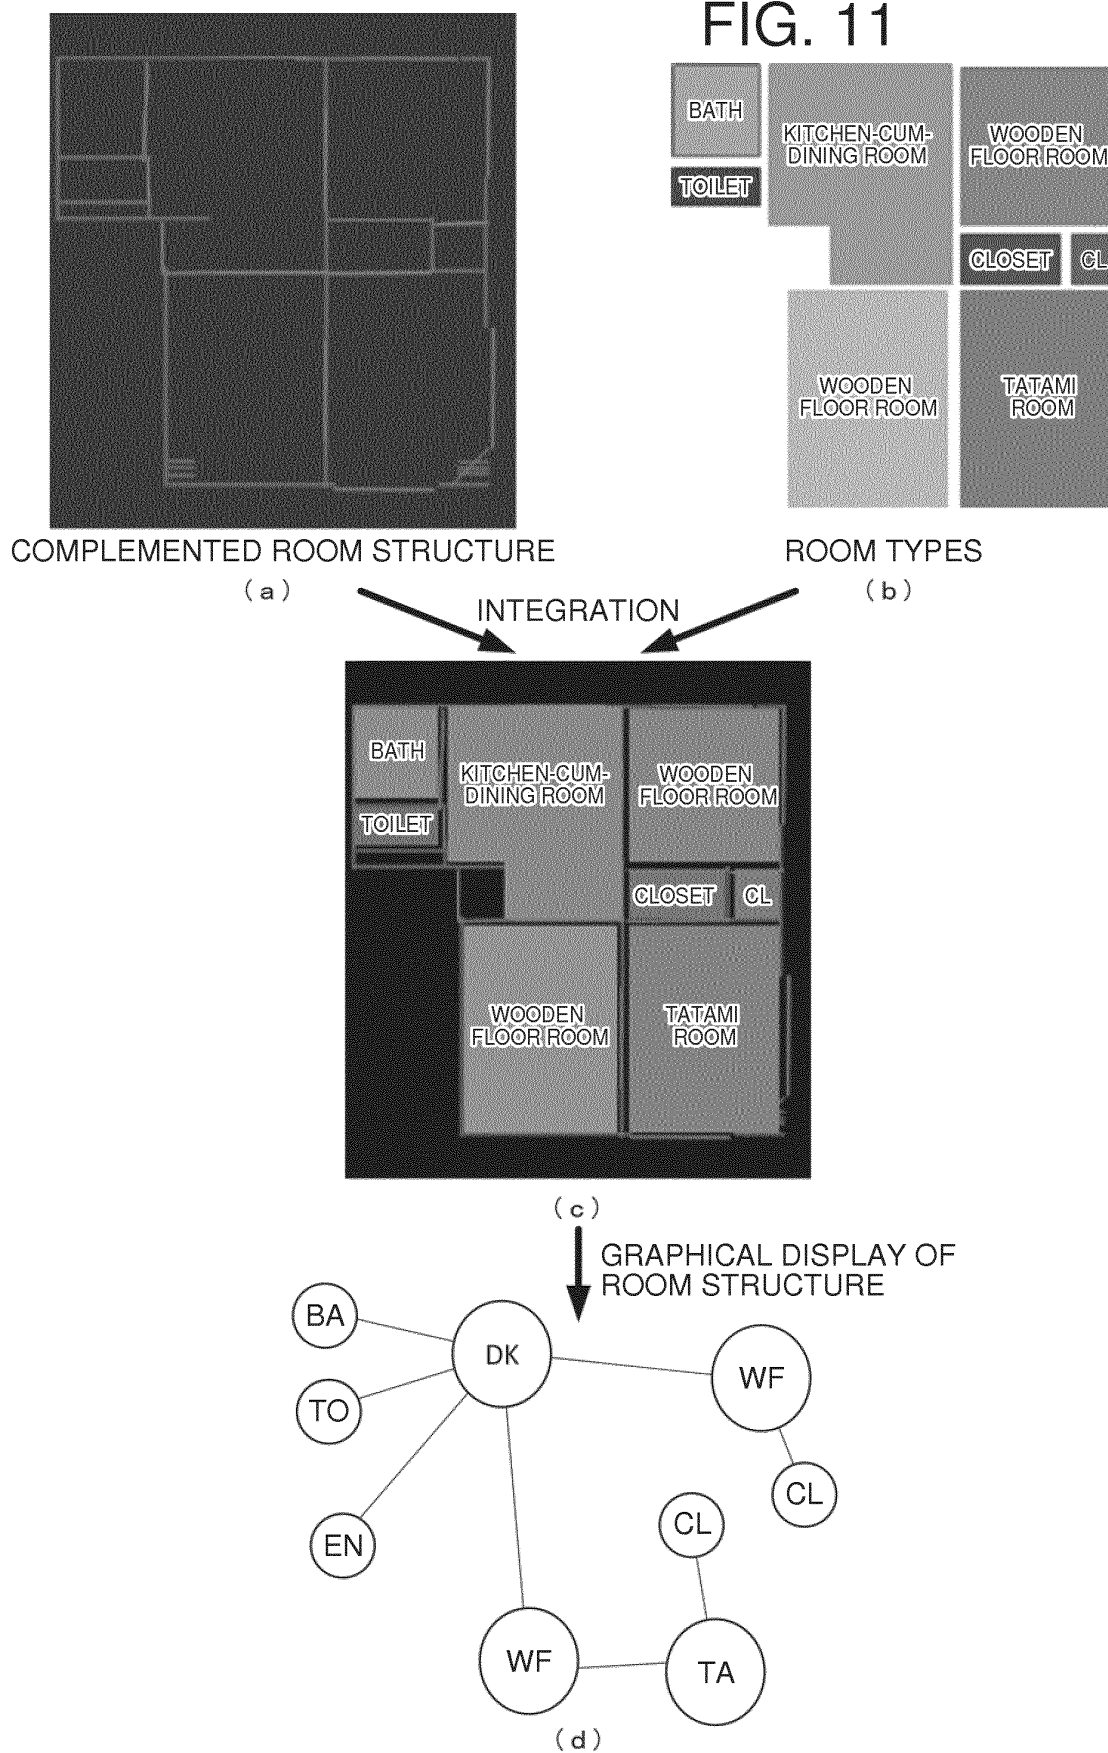 FIG. 11
BATH
KITCHEN-CUM-
DINING ROOM
WOODEN
FLOOR ROOM
TOILET
CLOSET
CL
WOODEN
FLOOR ROOM
TATAMI
ROOM
COMPLEMENTED ROOM STRUCTURE
(a)
ROOM TYPES
(b)
INTEGRATION
BATH
KITCHEN-CUM-
DINING ROOM
WOODEN
FLOOR ROOM
TOILET
CLOSET
CL
WOODEN
FLOOR ROOM
TATAMI
ROOM
(c)
GRAPHICAL DISPLAY OF
ROOM STRUCTURE
BA
DK
WF
TO
CL
CL
EN
WF
TA
(d)